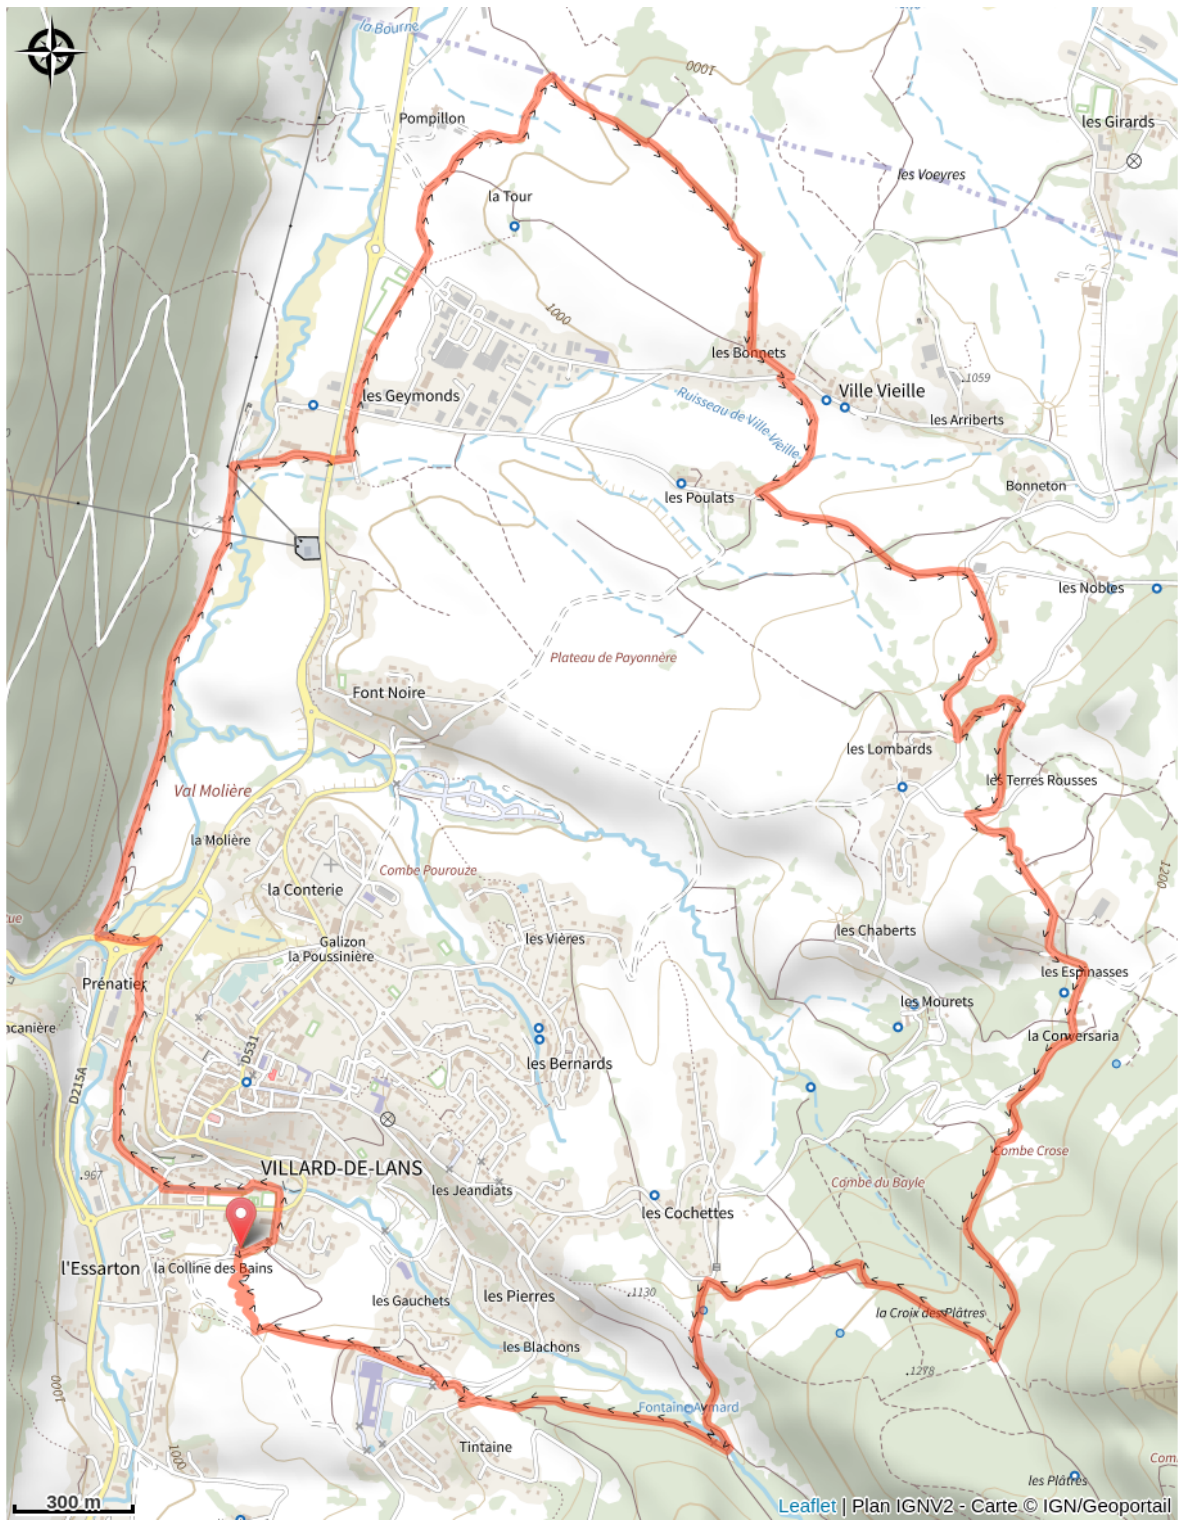 la Bourne
1000
Pompillon
les Girards
les Voeyres
la Tour
1000
les Bonnets
Ville Vieille
.1059
les Geymonds
Ruisseau de Ville Vieille
les Arriberts
les Poulats
Bonneton
les Nobles
Plateau de Payonnère
Font Noire
les Lombards
les Terres Rousses
Val Molière
la Molière
Combe Pourouze
la Conterie
1200
les Vières
les Chaberts
Galizon
la Poussinière
les Espinasses
Prénatier
les Mourets
la Conversaria
D531
les Bernards
D215A
Combe Crose
VILLARD-DE-LANS
.967
les Jeandiats
Combe du Bayle
les Cochettes
l'Essarton
la Colline des Bains
les Gauchets
les Pierres
.1130
la Croix des Plâtres
les Blachons
.1278
1000
Fontaine Aymard
Tintaine
1000
les Plâtres
300 m
Leaflet | Plan IGNV2 - Carte © IGN/Geoportail